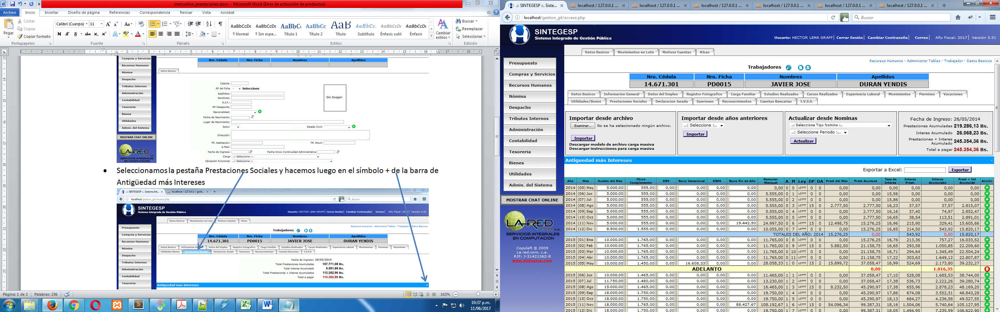 instructivo_prestaciones.docx - Microsoft Word (Error de activación de productos)
Archivo Inicio Insertar Diseño de página Referencias Correspondencia Revisar Vista Acrobat
Cortar
Copiar
Copiar formato
Pegar
Calibri (Cuerpo) 11
Portapapeles Fuente Párrafo Estilos Edición
¶ Normal ¶ Sin espa... Título 1 Título 2 Título Subtítulo Énfasis sutil Énfasis
Cambiar estilos
Buscar
Reemplazar
Seleccionar
Compras y Servicios
Recursos Humanos
Nómina
Despacho
Tributos Internos
Administración
Contabilidad
Tesoreria
Bienes
Utilidades
Admin. del Sistema
MOSTRAR CHAT ONLINE
LA RED.COM, C.A.
SERVICIOS INTEGRALES
EN COMPUTACION
Nro. Cédula Nro. Ficha Nombres Apellidos
Datos Basicos
Cédula:
Nº de Ficha - Seleccione
Apellidos:
Nombres:
R.I.F.:
Nº Pasaporte:
Nacionalidad:
Fecha de Nacimiento:
Lugar de Nacimiento:
Sexo: Estado Civil:
Sin Imagen
Dirección:
Tlf. Habitación: Tlf. Movil:
e-Mail:
Fecha de Ingreso: Fecha Inicio Continuidad Administrativa
Cargo .:: Seleccione ::.
Ubicación Funcional: .:: Seleccione ::.
• Seleccionamos la pestaña Prestaciones Sociales y hacemos luego en el símbolo + de la barra de
Antigüedad más Intereses
.:: SINTEGESP ::. Sistema Int... localhost / 127.0.0.1 / gesti...
localhost/gestion_git/acceso.php Buscar
SINTEGESP
Sistema Integrado de Gestión Pública
Usuario: HECTOR LEMA GRAFF | Cerrar Sesión | Cambiar Contraseña | Correo | Año Fiscal: 2017 | Versión 3.51
Datos Basicos Movimientos en Lote Motivos Cuentas Atras
Recursos Humanos - Administrar Tablas - Trabajador - Datos Basicos
Trabajadores
Nro. Cédula Nro. Ficha Nombres Apellidos
14.671.301 PD0015 JAVIER JOSE DURAN YENDIS
Presupuesto
Compras y Servicios
Recursos Humanos
Nómina
Despacho
Tributos Internos
Administración
Contabilidad
Tesoreria
Datos Basicos Informacion General Datos del Empleo Registro Fotografico Carga Familiar Estudios Realizados Cursos Realizados Experiencia Laboral Movimientos Permisos Vacaciones
Utilidades/Bonos Prestaciones Sociales Declaracion Jurada Sanciones Reconocimientos Cuentas Bancarias I.V.S.S.
Fecha de Ingreso: 26/05/2014
Total Prestaciones Acumuladas 107.771,08 Bs.
Total Interes Acumulado 5.591,88 Bs.
Total Prestaciones + Interes Acumulado 113.362,96 Bs.
Total a pagar 113.362,96 Bs.
Antiguedad mas Intereses +
Página: 1 de 2 Palabras: 236 163%
10:37 p.m.
11/06/2017
.:: SINTEGESP ::. Siste... localhost / 127.0.0.1 ... localhost / 127.0.0.1 ... localhost / 127.0.0.1 ... localhost / 127.0.0.1 ... localhost / 127.0.0.1 ... localhost / 127.0.0.1 ...
localhost/gestion_git/acceso.php Buscar
SINTEGESP
Sistema Integrado de Gestión Pública
Usuario: HECTOR LEMA GRAFF | Cerrar Sesión | Cambiar Contraseña | Correo | Año Fiscal: 2017 | Versión 3.51
Datos Basicos Movimientos en Lote Motivos Cuentas Atras
Recursos Humanos - Administrar Tablas - Trabajador - Datos Basicos
Trabajadores
Nro. Cédula Nro. Ficha Nombres Apellidos
14.671.301 PD0015 JAVIER JOSE DURAN YENDIS
Presupuesto
Compras y Servicios
Recursos Humanos
Nómina
Despacho
Tributos Internos
Administración
Contabilidad
Tesoreria
Bienes
Utilidades
Admin. del Sistema
MOSTRAR CHAT ONLINE
LA RED.COM, C.A.
SERVICIOS INTEGRALES
EN COMPUTACION
Copyleft © 2009
La red.com, c.a.
RIF: J-31421362-8
www.sintegesp.com
Datos Basicos Informacion General Datos del Empleo Registro Fotografico Carga Familiar Estudios Realizados Cursos Realizados Experiencia Laboral Movimientos Permisos Vacaciones
Utilidades/Bonos Prestaciones Sociales Declaracion Jurada Sanciones Reconocimientos Cuentas Bancarias I.V.S.S.
Importar desde archivo
Examinar... No se ha seleccionado ningún archivo.
Importar
Descargar modelo de archivo carga masiva
Descargar instrucciones para carga masiva
Importar desde años anteriores
..: Seleccione :..
Importar
Actualizar desde Nominas
..: Seleccione Tipo Nomina :..
..: Seleccione Periodo :..
Actualizar
Fecha de Ingreso: 26/05/2014
Prestaciones Acumuladas 219.286,13 Bs.
Interes Acumulado 26.068,23 Bs.
Prestaciones + Interes Acumulado 245.354,36 Bs.
Total a pagar 245.354,36 Bs.
Antiguedad más Intereses -
Exportar a Excel: Exportar
Año Mes Sueldo del Mes Otros Complemento DBV Bono Vacacional DBFA Bono Fin de Año Remuner. Mensual A M Ley DP DA Prest del Mes Prest Acumula Tasa de Interes Interes Prest. Interes Acumulado Prest + Int Acumulad Acción
2014 (05) May 5.000,00 555,00 0,00 0,00 0,00 0,00 0,00 0 0 LOTTT 0 0 0,00 0,00 0,00 0,00 0,00 0,00
2014 (06) Jun 5.000,00 555,00 0,00 0,00 0,00 0,00 5.555,00 0 1 LOTTT 0 0 0,00 0,00 15,56 0,00 0,00 0,00
2014 (07) Jul 5.000,00 555,00 0,00 0,00 0,00 0,00 5.555,00 0 2 LOTTT 0 0 0,00 0,00 15,86 0,00 0,00 0,00
2014 (08) Ago 5.000,00 555,00 0,00 0,00 0,00 0,00 5.555,00 0 3 LOTTT 15 0 2.777,50 2.777,50 16,23 37,57 37,57 2.815,07
2014 (09) Sep 5.000,00 555,00 0,00 0,00 0,00 0,00 5.555,00 0 4 LOTTT 0 0 0,00 2.777,50 16,16 37,40 74,97 2.852,47
2014 (10) Oct 5.000,00 555,00 0,00 0,00 0,00 0,00 5.555,00 0 5 LOTTT 0 0 0,00 2.777,50 16,65 38,54 113,51 2.891,01
2014 (11) Nov 5.000,00 555,00 0,00 0,00 0,00 19.442,50 24.997,50 0 6 LOTTT 15 0 12.498,75 15.276,25 16,96 215,90 329,41 15.605,66
2014 (12) Dic 8.500,00 1.555,00 0,00 0,00 0,00 0,00 10.055,00 0 7 LOTTT 0 0 0,00 15.276,25 16,85 214,50 543,92 15.820,17
TOTALES DEL AÑO: 2014 15.276,25 0,00 543,92 0,00 15.820,17
2015 (01) Ene 10.000,00 1.765,00 0,00 0,00 0,00 0,00 11.765,00 0 8 LOTTT 0 0 0,00 15.276,25 16,76 213,36 757,27 16.033,52
2015 (02) Feb 10.000,00 1.765,00 0,00 0,00 0,00 0,00 11.765,00 0 9 LOTTT 15 0 5.882,50 21.158,75 16,65 293,58 1.050,85 22.209,60
2015 (03) Mar 10.000,00 1.765,00 0,00 0,00 0,00 0,00 11.765,00 0 10 LOTTT 0 0 0,00 21.158,75 16,71 294,64 1.345,49 22.504,24
2015 (04) Abr 10.000,00 1.765,00 0,00 0,00 0,00 0,00 11.765,00 0 11 LOTTT 0 0 0,00 21.158,75 17,22 303,63 1.649,12 22.807,87
2015 (05) May 10.000,00 1.450,00 0,00 16.608,33 0,00 0,00 28.058,33 1 0 LOTTT 15 2 15.899,72 37.058,47 16,99 524,69 2.173,80 39.232,27
ADELANTO 0,00 1.016,35
2015 (06) Jun 10.000,00 1.465,00 0,00 0,00 0,00 0,00 11.465,00 1 1 LOTTT 0 0 0,00 37.058,47 17,10 528,08 1.685,53 38.744,00
2015 (07) Jul 11.750,00 1.480,00 0,00 0,00 0,00 0,00 13.230,00 1 2 LOTTT 0 0 0,00 37.058,47 17,38 536,73 2.222,26 39.280,74
2015 (08) Ago 15.000,00 1.465,00 0,00 0,00 0,00 0,00 16.465,00 1 3 LOTTT 15 0 8.232,50 45.290,97 17,38 655,96 2.878,23 48.169,20
2015 (09) Sep 18.000,00 1.750,00 0,00 0,00 0,00 0,00 19.750,00 1 4 LOTTT 0 0 0,00 45.290,97 17,86 674,08 3.552,31 48.843,28
2015 (10) Oct 18.000,00 1.750,00 0,00 0,00 0,00 0,00 19.750,00 1 5 LOTTT 0 0 0,00 45.290,97 18,13 684,27 4.236,58 49.527,55
2015 (11) Nov 18.000,00 1.750,00 0,00 0,00 0,00 88.427,67 108.192,67 1 6 LOTTT 15 0 54.096,34 99.387,31 18,16 1.504,06 5.740,64 105.127,95
2015 (12) Dic 18.000,00 1.750,00 0,00 0,00 0,00 0,00 19.750,00 1 7 LOTTT 0 0 0,00 99.387,31 18,05 1.494,95 7.235,59 106.622,90